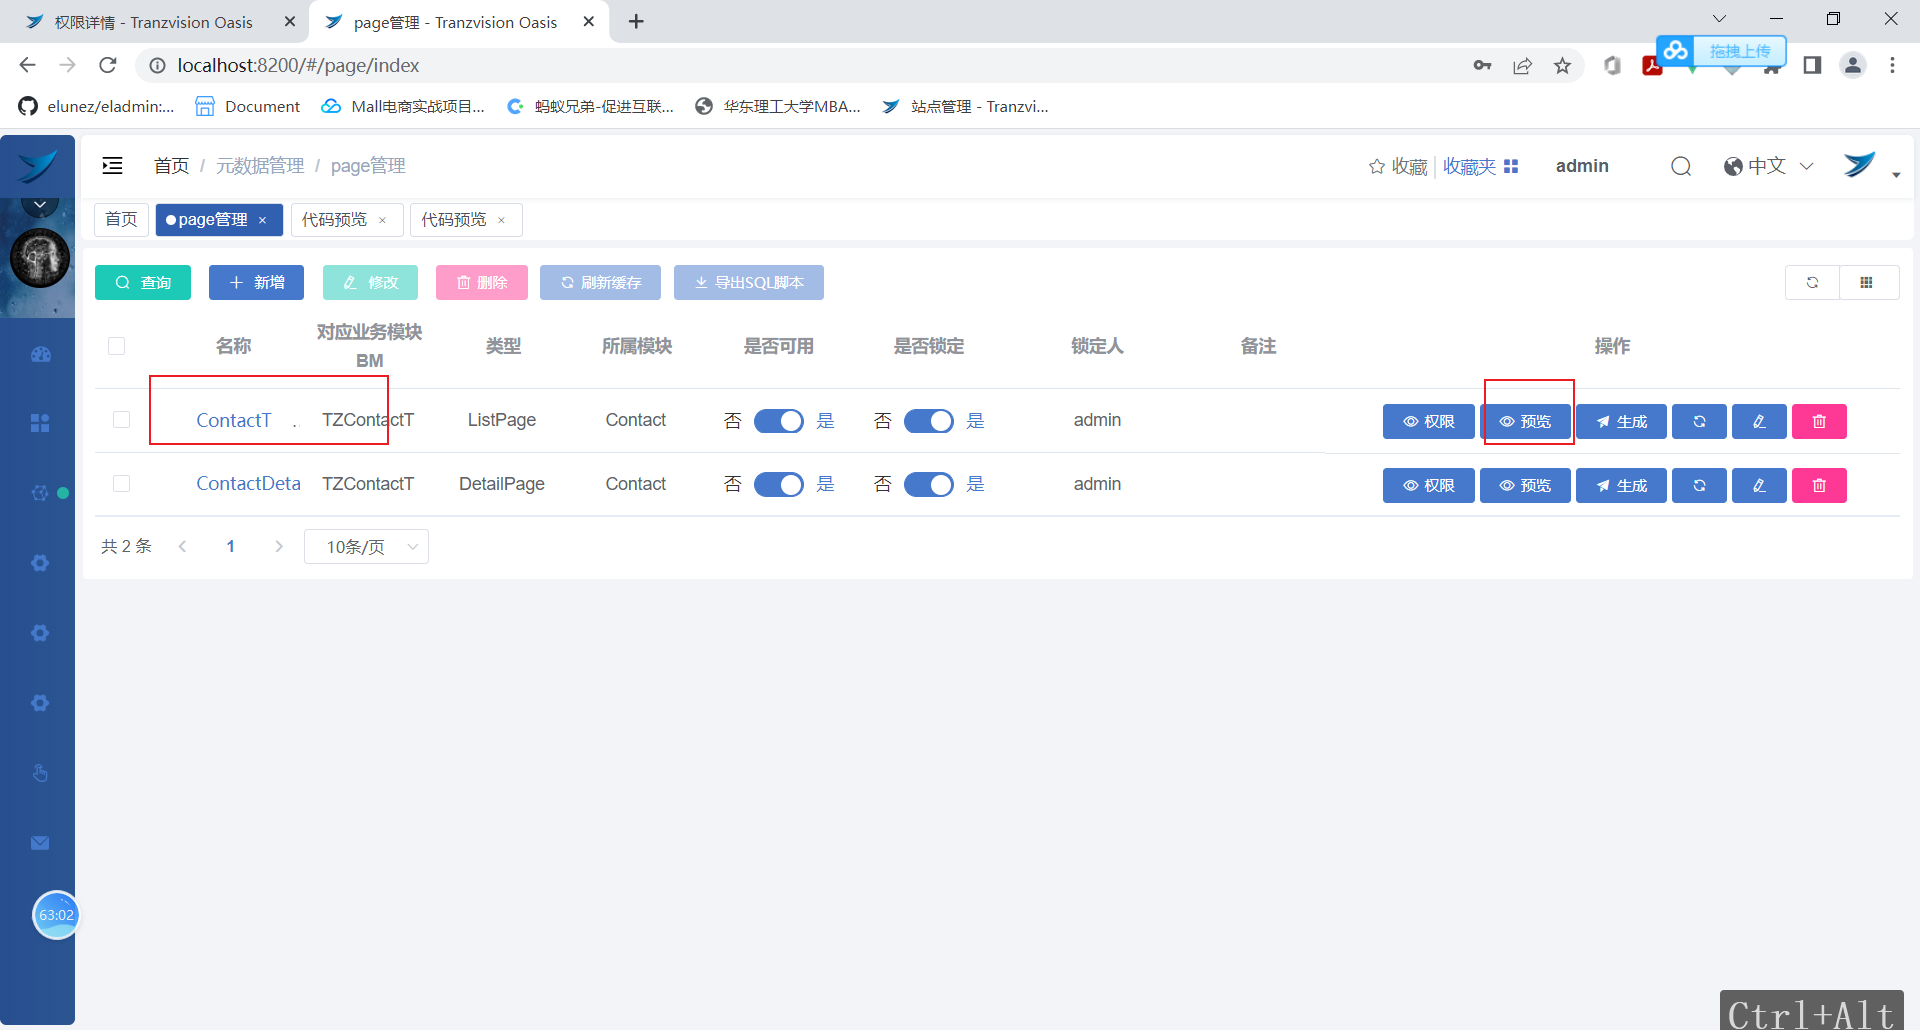 权限详情 - Tranzvision Oasis
page管理 - Tranzvision Oasis
拖拽上传
localhost:8200/#/page/index
elunez/eladmin:...
Document
Mall电商实战项目...
蚂蚁兄弟-促进互联...
华东理工大学MBA...
站点管理 - Tranzvi...
首页 / 元数据管理 / page管理
收藏
收藏夹
admin
中文
首页
page管理
代码预览
代码预览
查询
新增
修改
删除
刷新缓存
导出SQL脚本
名称
对应业务模块
BM
类型
所属模块
是否可用
是否锁定
锁定人
备注
操作
ContactT ..
TZContactT
ListPage
Contact
否 是
否 是
admin
权限
预览
生成
ContactDeta
TZContactT
DetailPage
Contact
否 是
否 是
admin
权限
预览
生成
共 2 条
1
10条/页
63:02
Ctrl+Alt